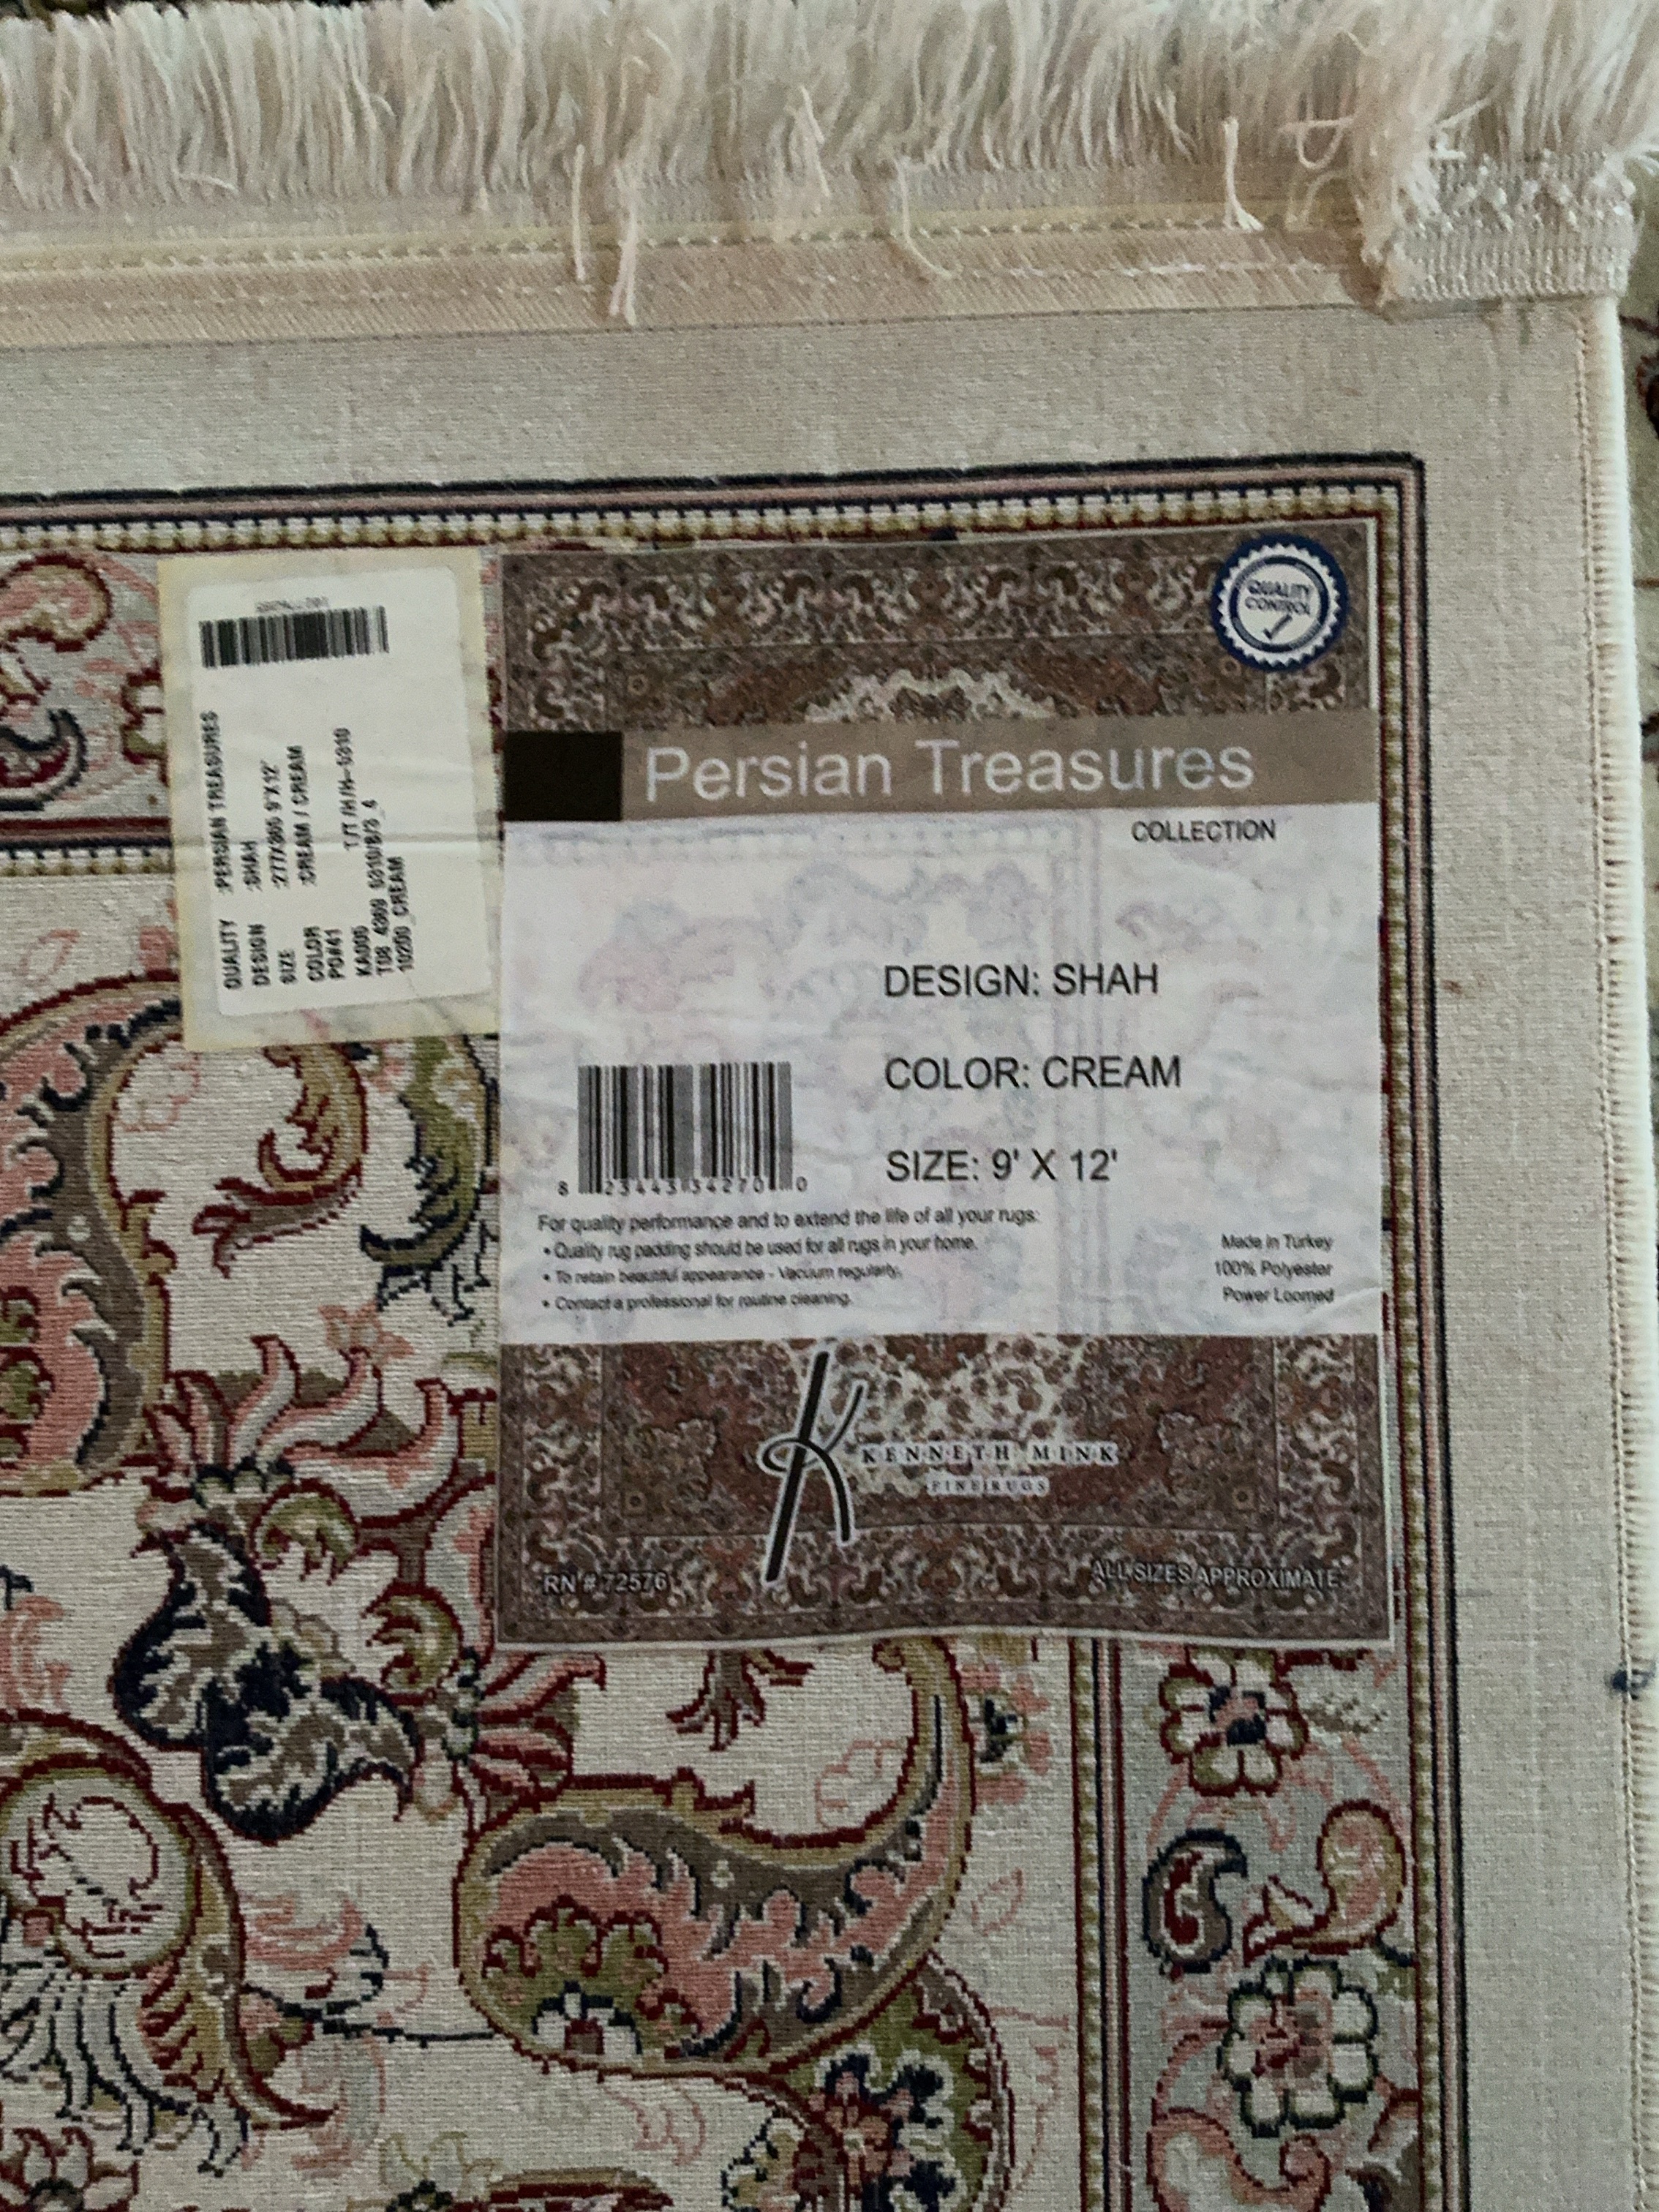 QUALITY :PERSIAN TREASURES
DESIGN :SHAH
SIZE 9'X12'
COLOR :CREAM / CREAM
PO#41
10200 CREAM
QUALITY
CONTROL
Persian Treasures
COLLECTION
DESIGN: SHAH
COLOR: CREAM
SIZE: 9' X 12'
8 23443 34270 0
For quality performance and to extend the life of all your rugs:
• Quality rug padding should be used for all rugs in your home.
• To retain beautiful appearance - Vacuum regularly.
• Contact a professional for routine cleaning.
Made in Turkey
100% Polyester
Power Loomed
K
KENNETH MINK
FINE RUGS
RN # 72576
ALL SIZES APPROXIMATE